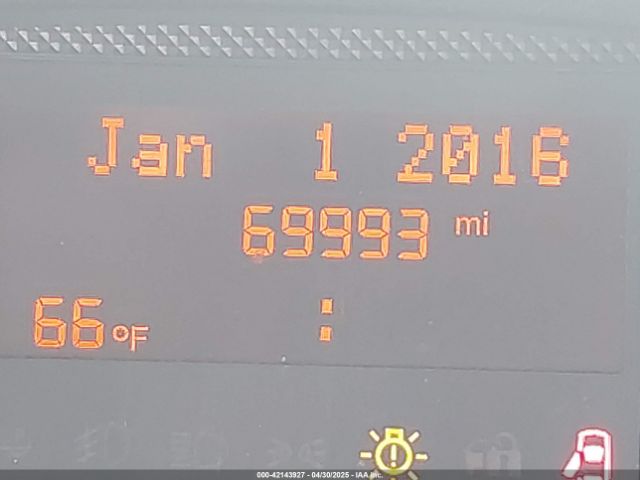 Jan 1 2016
69993 mi
66°F :
000-42143927 - 04/30/2025 - IAA Inc.